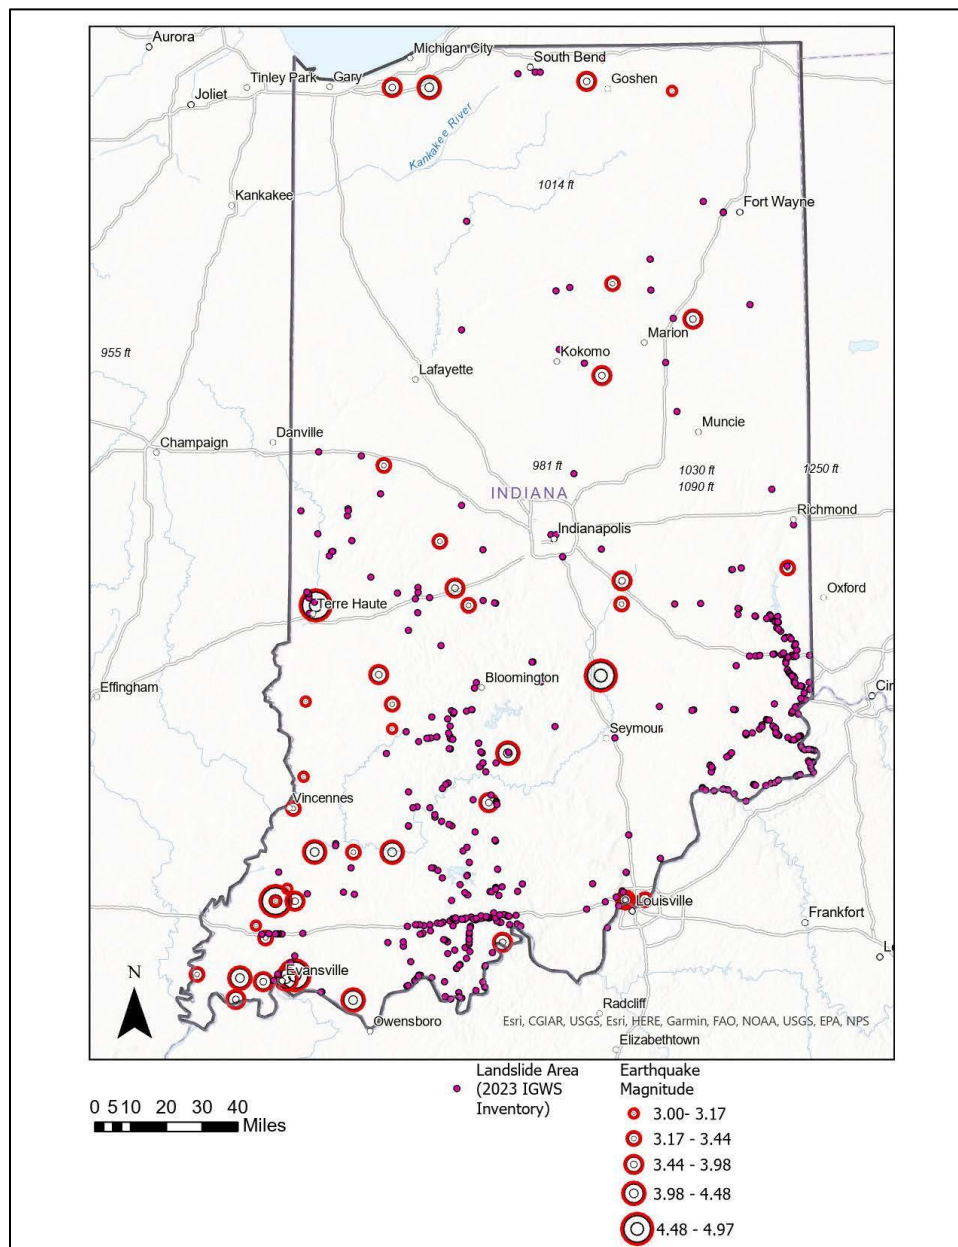 Aurora
Michigan City
South Bend
Tinley Park
Gary
Goshen
Joliet
Kankakee River
1014 ft
Kankakee
Fort Wayne
Marion
955 ft
Kokomo
Lafayette
Muncie
Danville
Champaign
981 ft
1030 ft
1250 ft
1090 ft
INDIANA
Richmond
Indianapolis
Oxford
Terre Haute
Effingham
Bloomington
Cin
Seymour
Vincennes
Louisville
Frankfort
Evansville
N
Radcliff
Owensboro
Esri, CGIAR, USGS, Esri, HERE, Garmin, FAO, NOAA, USGS, EPA, NPS
Elizabethtown
Landslide Area
(2023 IGWS
Inventory)
Earthquake
Magnitude
3.00- 3.17
3.17 - 3.44
3.44 - 3.98
3.98 - 4.48
4.48 - 4.97
0 5 10 20 30 40
Miles